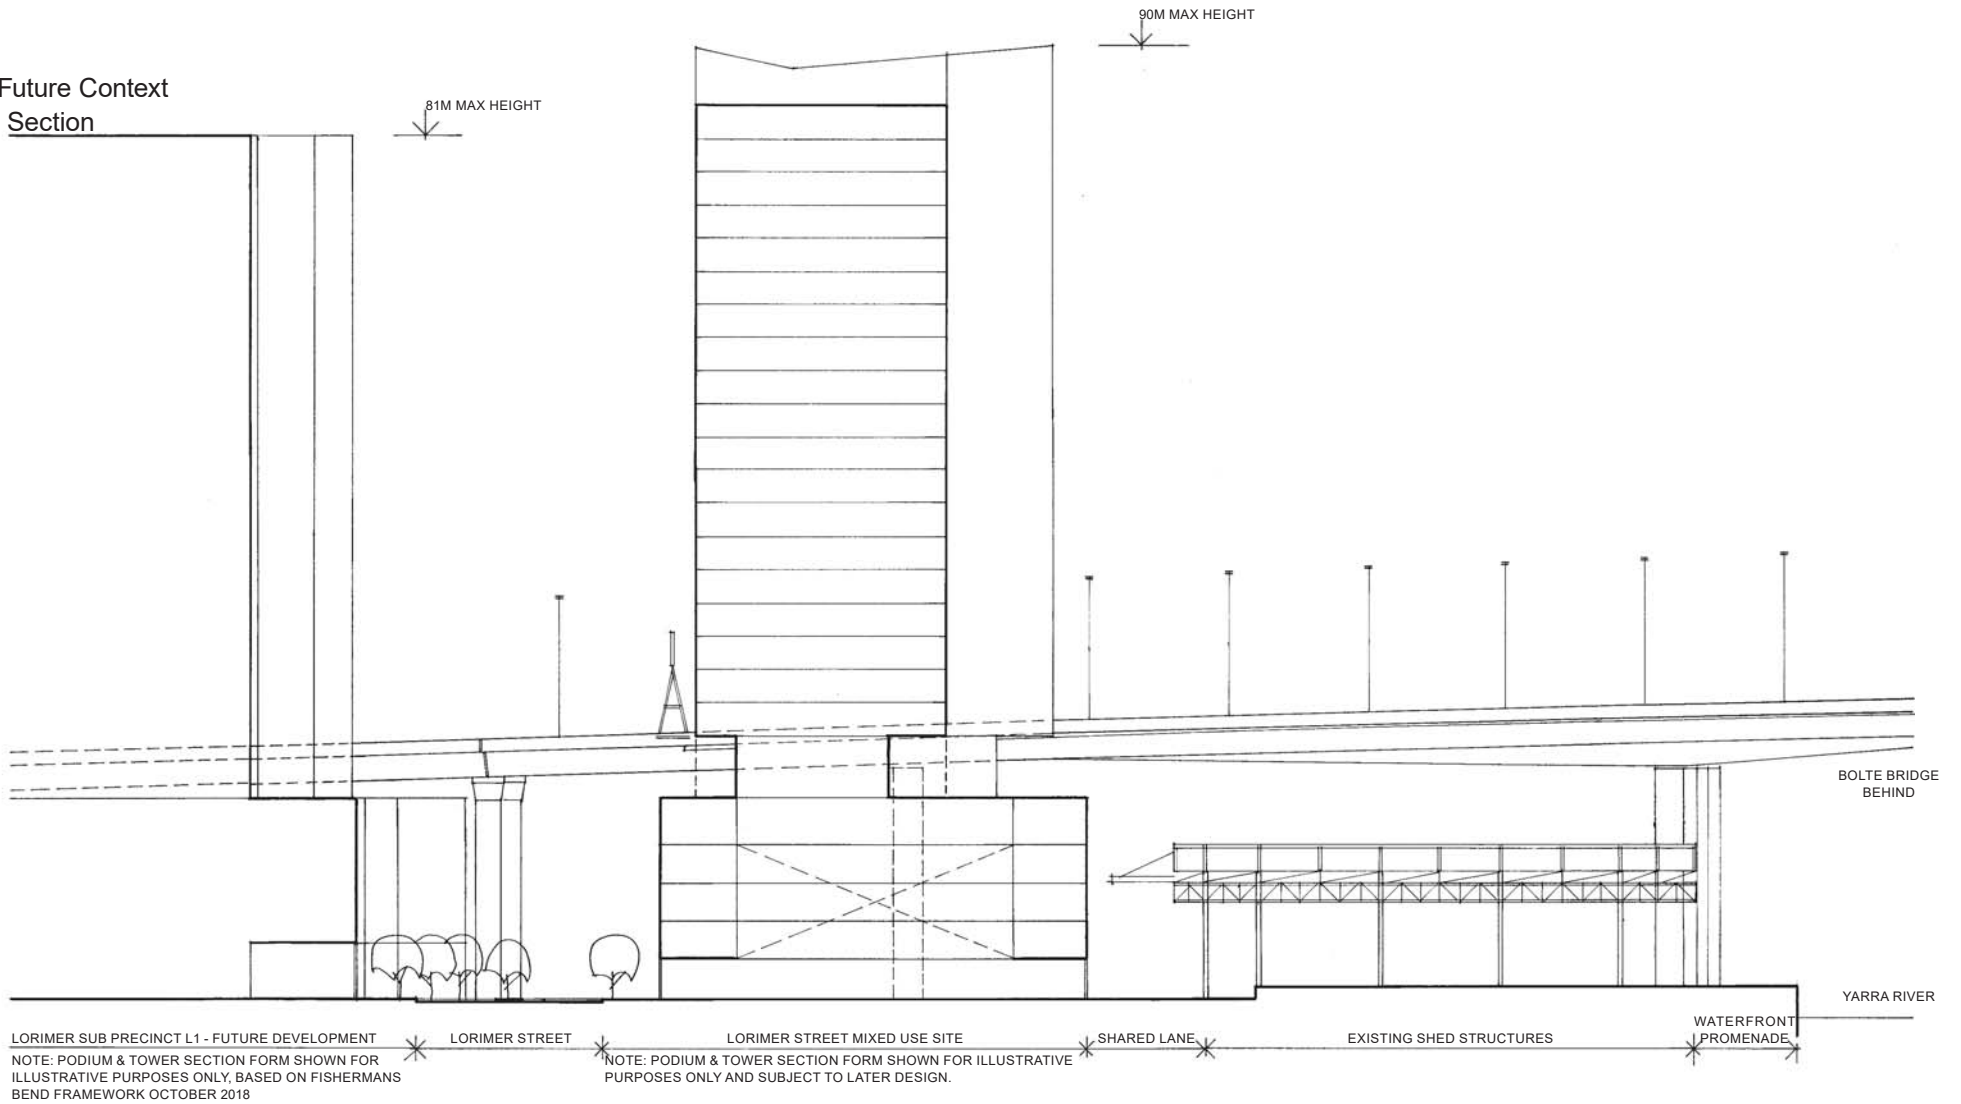 90M MAX HEIGHT
Future Context
Section
81M MAX HEIGHT
BOLTE BRIDGE
BEHIND
YARRA RIVER
LORIMER SUB PRECINCT L1 - FUTURE DEVELOPMENT
NOTE: PODIUM & TOWER SECTION FORM SHOWN FOR
ILLUSTRATIVE PURPOSES ONLY, BASED ON FISHERMANS
BEND FRAMEWORK OCTOBER 2018
LORIMER STREET
LORIMER STREET MIXED USE SITE
NOTE: PODIUM & TOWER SECTION FORM SHOWN FOR ILLUSTRATIVE
PURPOSES ONLY AND SUBJECT TO LATER DESIGN.
SHARED LANE
EXISTING SHED STRUCTURES
WATERFRONT
PROMENADE